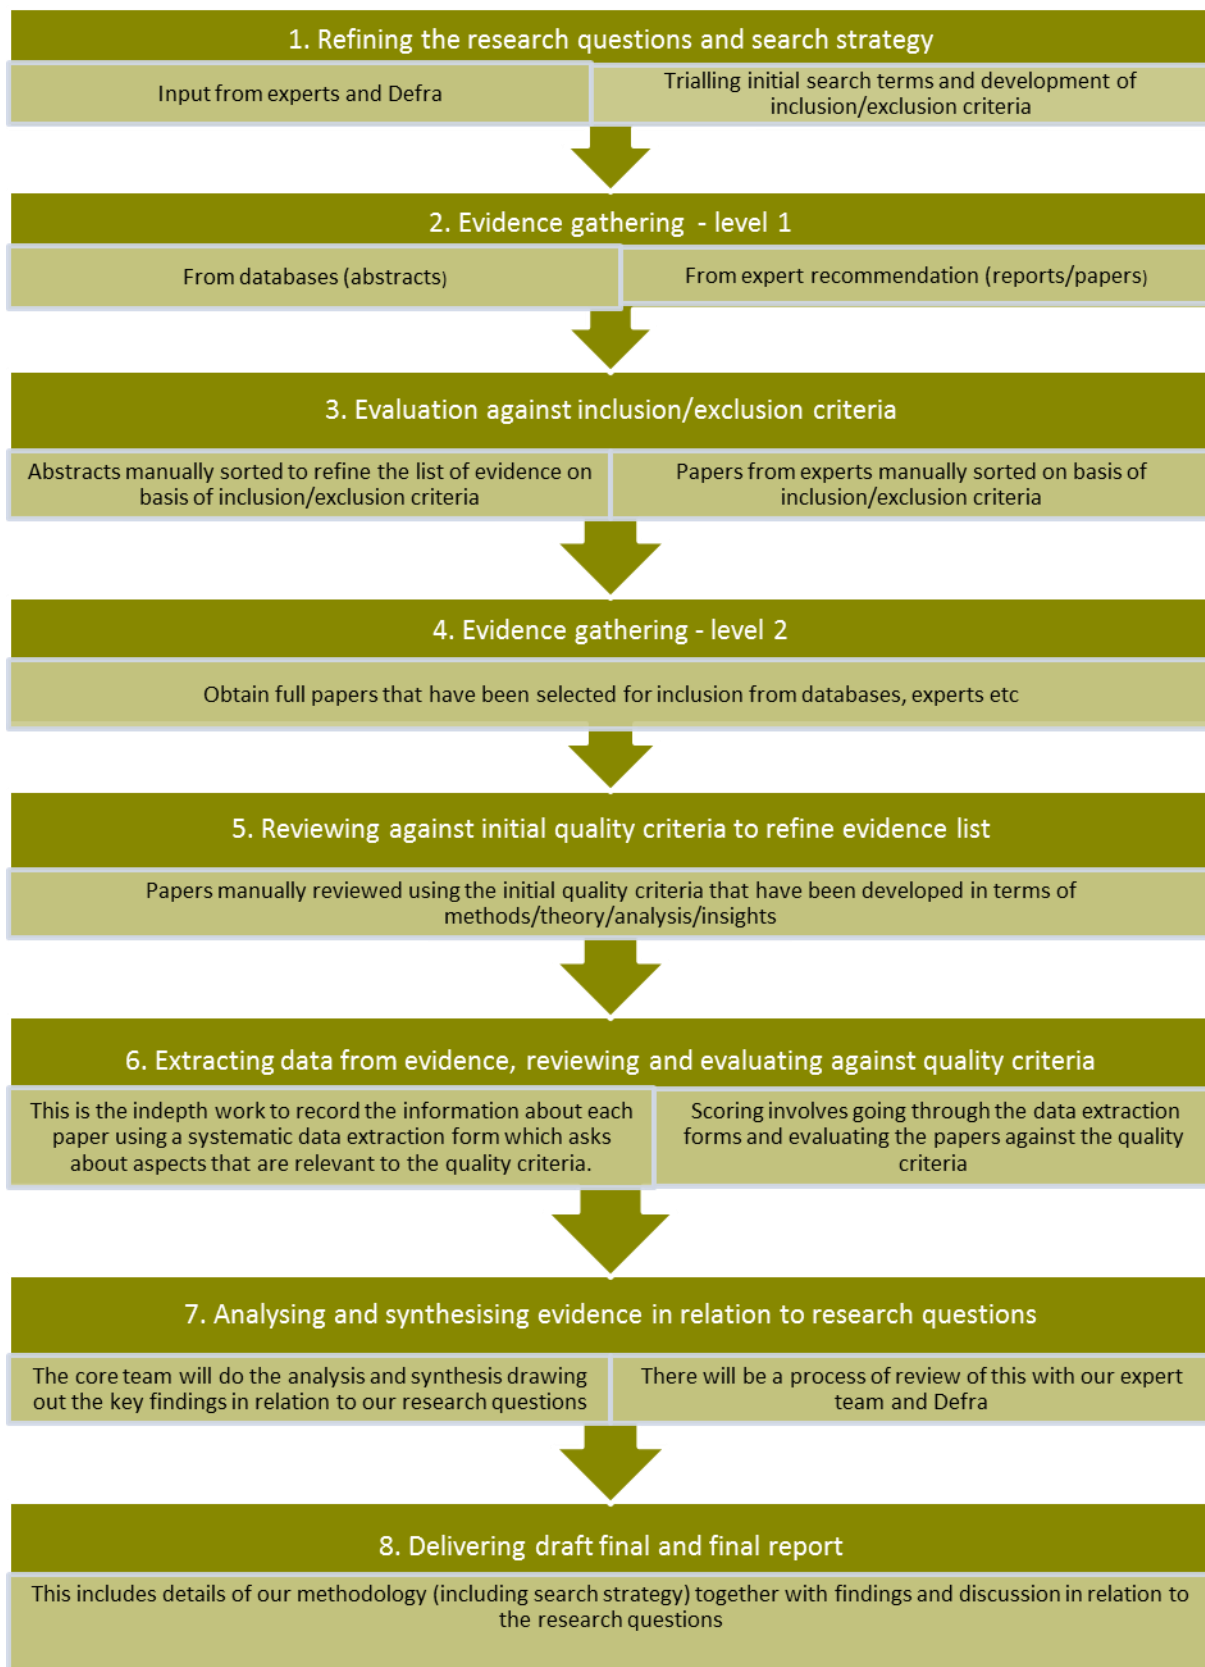 1. Refining the research questions and search strategy
Input from experts and Defra
Trialling initial search terms and development of
inclusion/exclusion criteria
2. Evidence gathering  - level 1
From databases (abstracts)
From expert recommendation (reports/papers)
3. Evaluation against inclusion/exclusion criteria
Abstracts manually sorted to refine the list of evidence on
basis of inclusion/exclusion criteria
Papers from experts manually sorted on basis of
inclusion/exclusion criteria
4. Evidence gathering - level 2
Obtain full papers that have been selected for inclusion from databases, experts etc
5. Reviewing against initial quality criteria to refine evidence list
Papers manually reviewed using the initial quality criteria that have been developed in terms of
methods/theory/analysis/insights
6. Extracting data from evidence, reviewing and evaluating against quality criteria
This is the indepth work to record the information about each
paper using a systematic data extraction form which asks
about aspects that are relevant to the quality criteria.
Scoring involves going through the data extraction
forms and evaluating the papers against the quality
criteria
7. Analysing and synthesising evidence in relation to research questions
The core team will do the analysis and synthesis drawing
out the key findings in relation to our research questions
There will be a process of review of this with our expert
team and Defra
8. Delivering draft final and final report
This includes details of our methodology (including search strategy) together with findings and discussion in relation to
the research questions